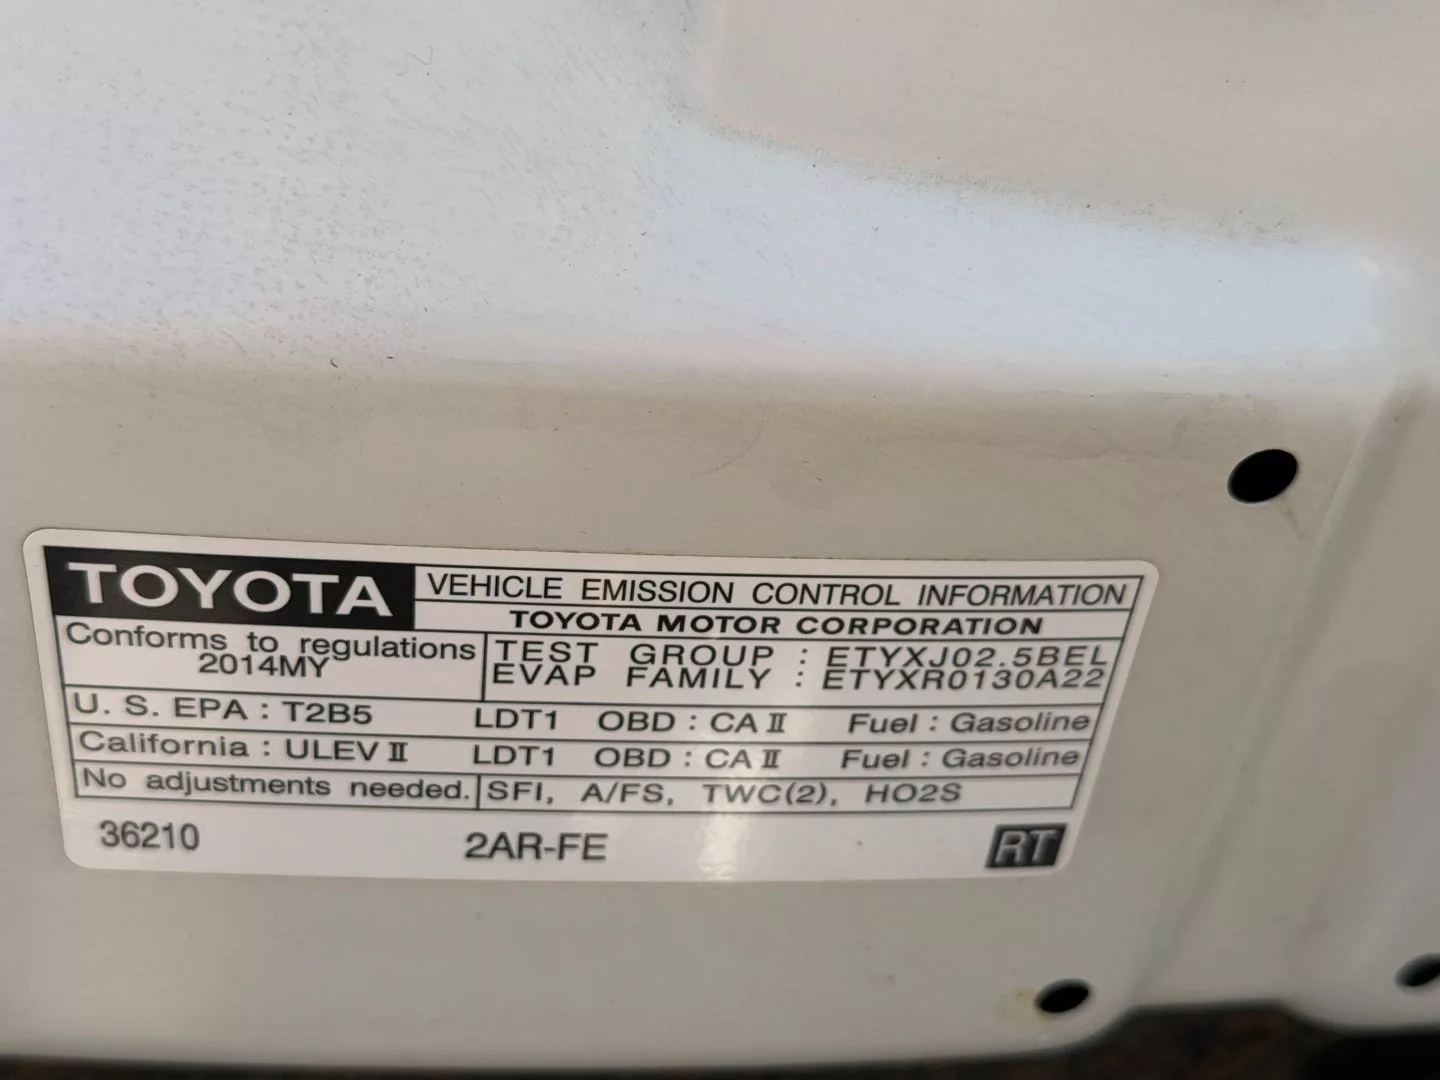 TOYOTA VEHICLE EMISSION CONTROL INFORMATION
TOYOTA MOTOR CORPORATION
Conforms to regulations
2014MY
TEST GROUP : ETYXJ02.5BEL
EVAP FAMILY : ETYXR0130A22
U. S. EPA : T2B5 LDT1 OBD : CA II Fuel : Gasoline
California : ULEV II LDT1 OBD : CA II Fuel : Gasoline
No adjustments needed. SFI, A/FS, TWC(2), HO2S
36210 2AR-FE RT